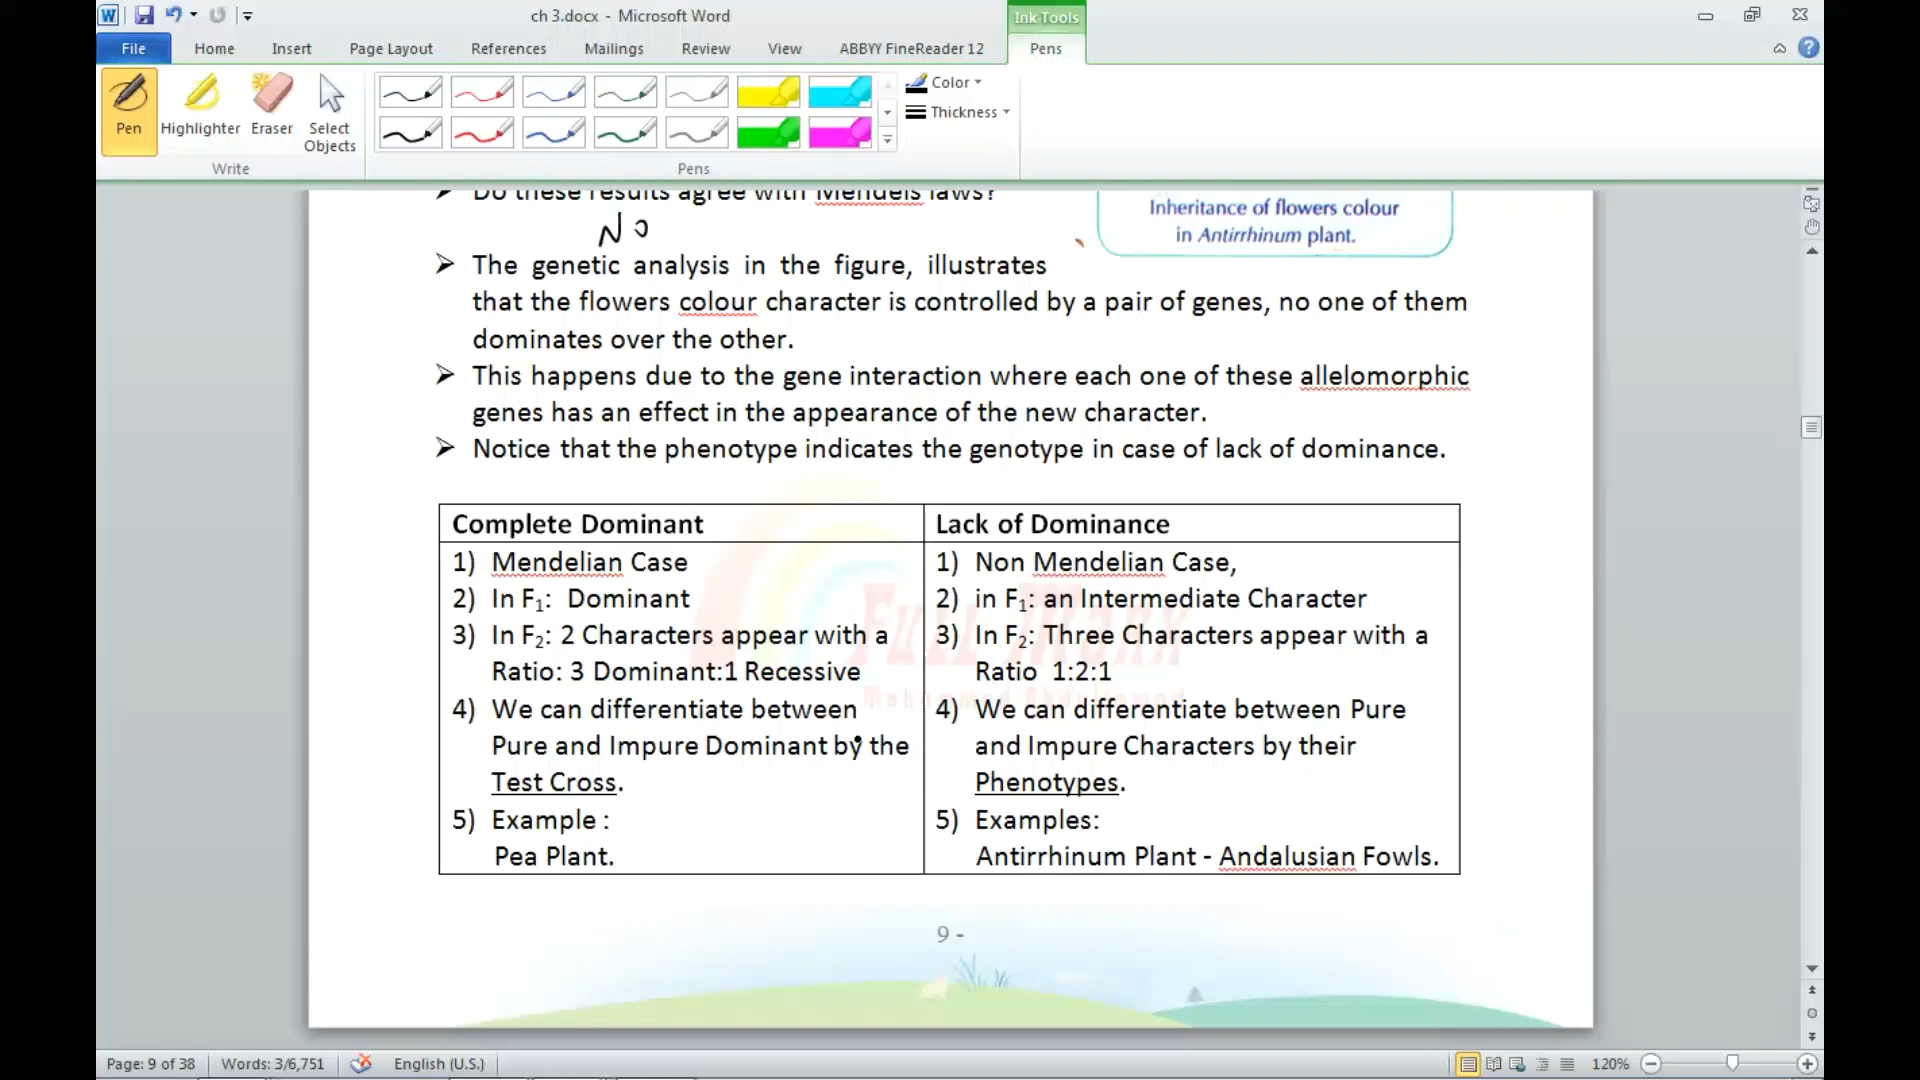 ch 3.docx - Microsoft Word
Ink Tools
File Home Insert Page Layout References Mailings Review View ABBYY FineReader 12 Pens
Pen
Highlighter
Eraser
Select
Objects
Color
Thickness
Write
Pens
Do these results agree with Mendels laws?
No
Inheritance of flowers colour
in Antirrhinum plant.
➢ The genetic analysis in the figure, illustrates
that the flowers colour character is controlled by a pair of genes, no one of them
dominates over the other.
➢ This happens due to the gene interaction where each one of these allelomorphic
genes has an effect in the appearance of the new character.
➢ Notice that the phenotype indicates the genotype in case of lack of dominance.
Complete Dominant
1) Mendelian Case
2) In F₁: Dominant
3) In F₂: 2 Characters appear with a
Ratio: 3 Dominant:1 Recessive
4) We can differentiate between
Pure and Impure Dominant by the
Test Cross.
5) Example :
Pea Plant.
Lack of Dominance
1) Non Mendelian Case,
2) in F₁: an Intermediate Character
3) In F₂: Three Characters appear with a
Ratio 1:2:1
4) We can differentiate between Pure
and Impure Characters by their
Phenotypes.
5) Examples:
Antirrhinum Plant - Andalusian Fowls.
Full Mark
9 -
Page: 9 of 38 Words: 3/6,751 English (U.S.) 120%